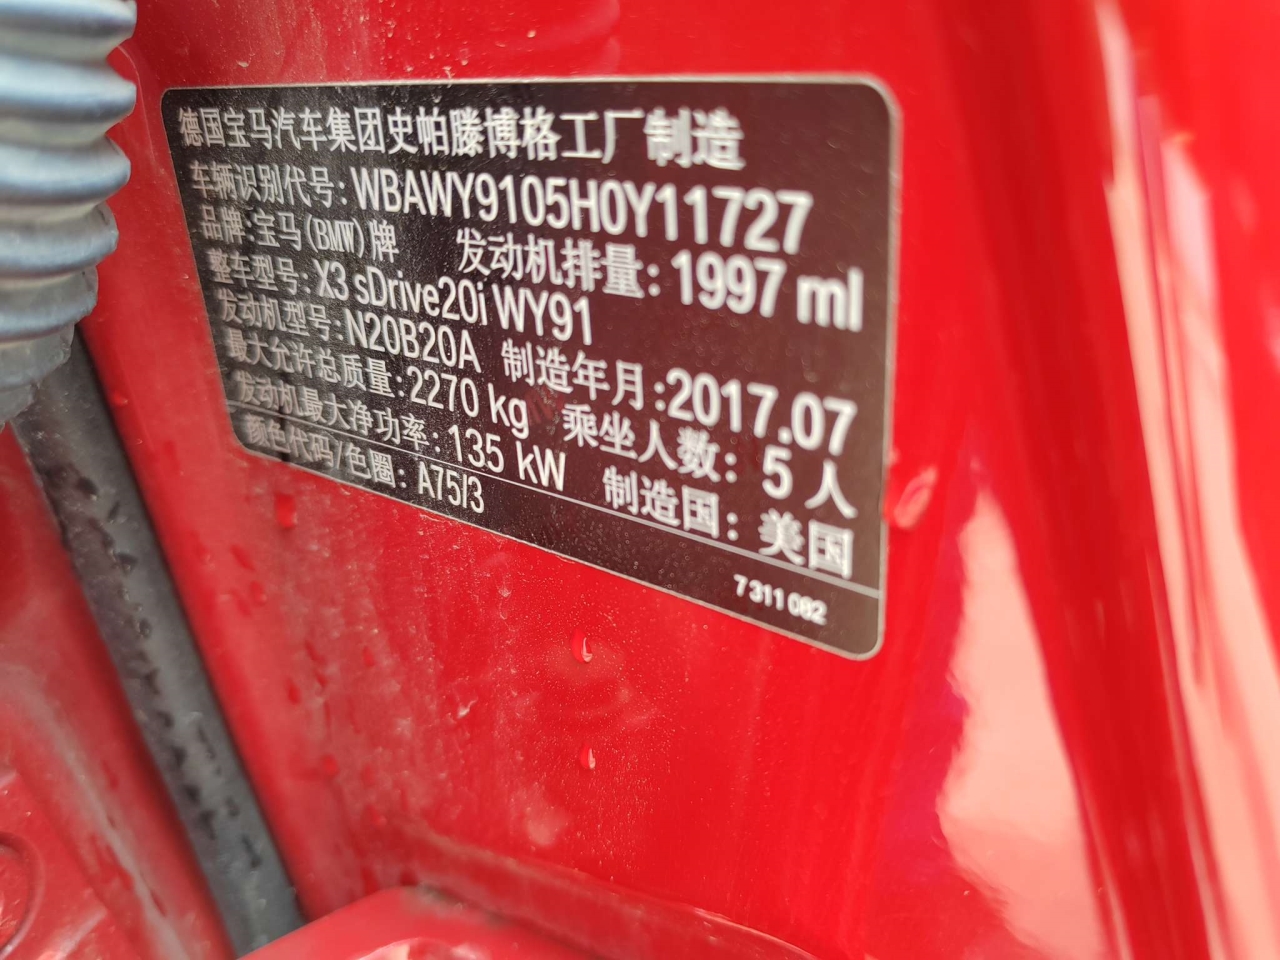 德国宝马汽车集团史帕滕博格工厂制造
车辆识别代号: WBAWY9105H0Y11727
品牌:宝马(BMW)牌 发动机排量: 1997 ml
整车型号: X3 sDrive20i WY91
发动机型号: N20B20A 制造年月:2017.07
最大允许总质量: 2270 kg 乘坐人数: 5 人
发动机最大净功率: 135 kW 制造国: 美国
颜色代码/色圈: A75/3
7311082